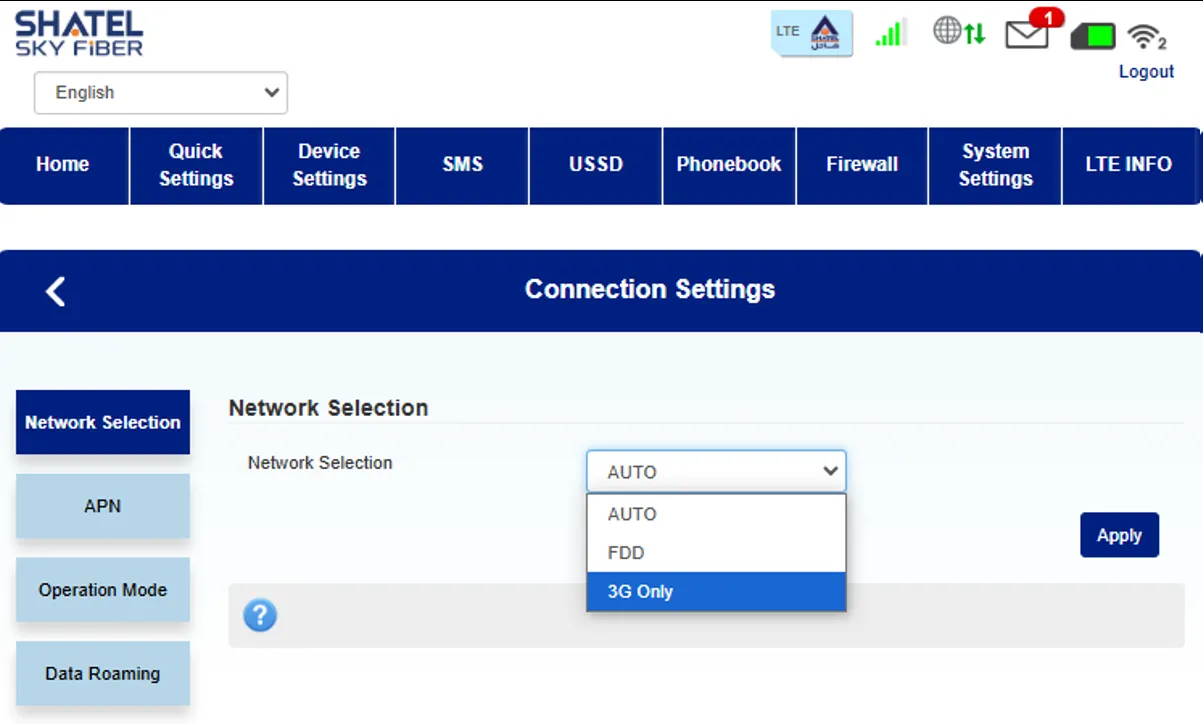 SHATEL
SKY FiBER
LTE
1
2
Logout
English
Home
Quick
Settings
Device
Settings
SMS
USSD
Phonebook
Firewall
System
Settings
LTE INFO
Connection Settings
Network Selection
APN
Operation Mode
Data Roaming
Network Selection
Network Selection
AUTO
AUTO
FDD
3G Only
Apply
?